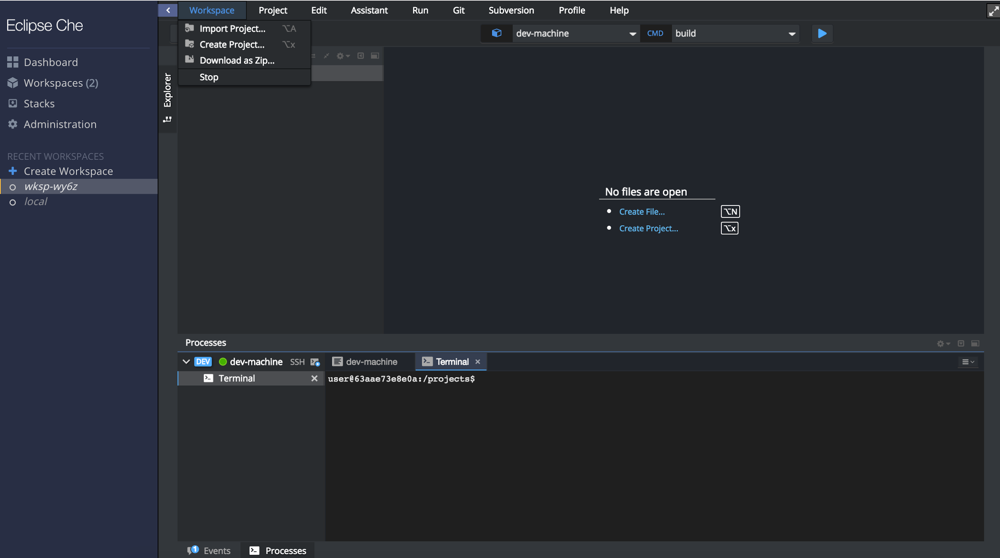 Eclipse Che
Dashboard
Workspaces (2)
Stacks
Administration
RECENT WORKSPACES
Create Workspace
wksp-wy6z
local
Workspace Project Edit Assistant Run Git Subversion Profile Help
Import Project... ⌥A
Create Project... ⌥x
Download as Zip...
Stop
dev-machine CMD build
Explorer
No files are open
Create File... ⌥N
Create Project... ⌥x
Processes
DEV dev-machine SSH dev-machine Terminal
Terminal
user@63aae73e8e0a:/projects$
1 Events Processes